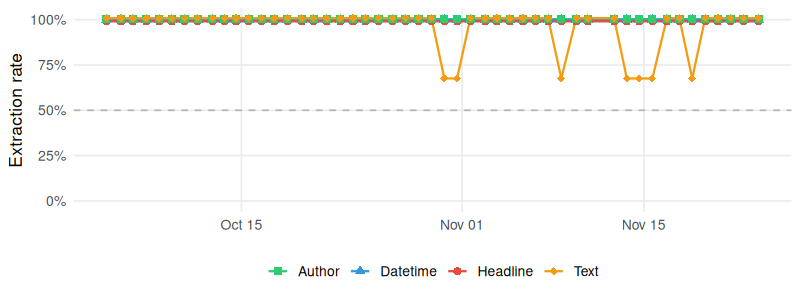 Extraction rate
100%
75%
50%
25%
0%
Oct 15 Nov 01 Nov 15
Author Datetime Headline Text